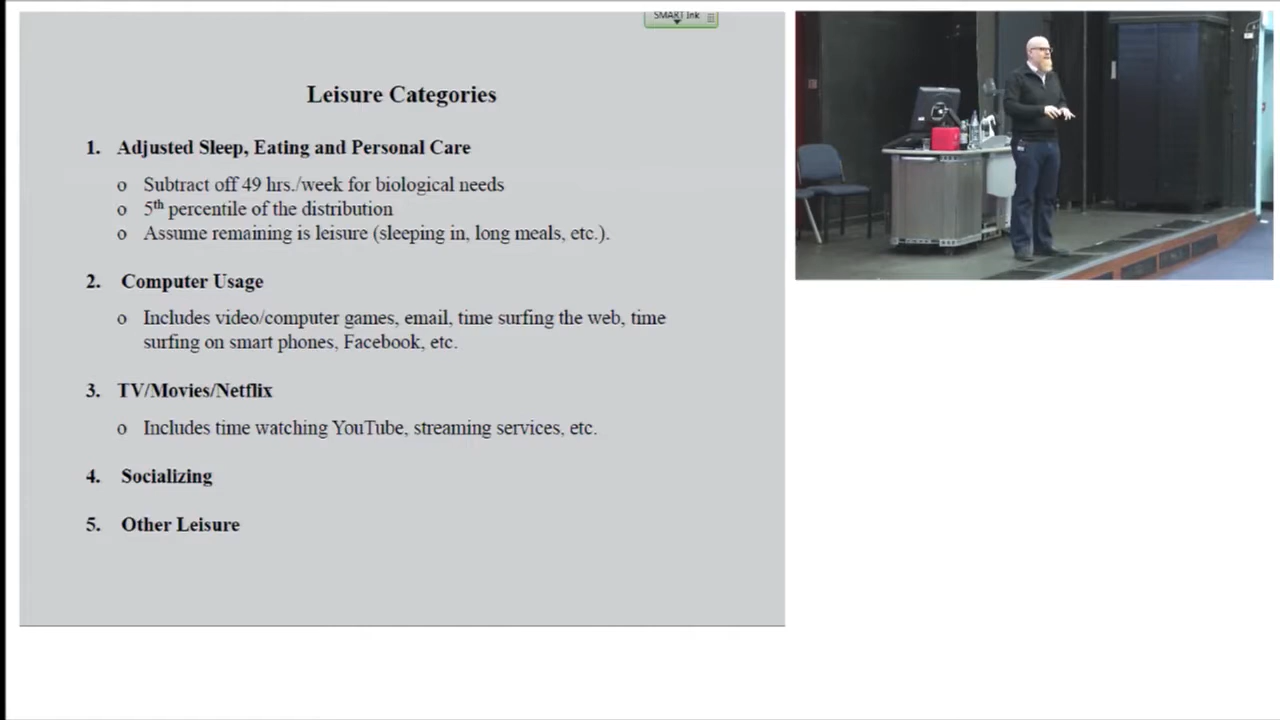 SMART Ink
Leisure Categories
1. Adjusted Sleep, Eating and Personal Care
o Subtract off 49 hrs./week for biological needs
o 5th percentile of the distribution
o Assume remaining is leisure (sleeping in, long meals, etc.).
2. Computer Usage
o Includes video/computer games, email, time surfing the web, time
surfing on smart phones, Facebook, etc.
3. TV/Movies/Netflix
o Includes time watching YouTube, streaming services, etc.
4. Socializing
5. Other Leisure